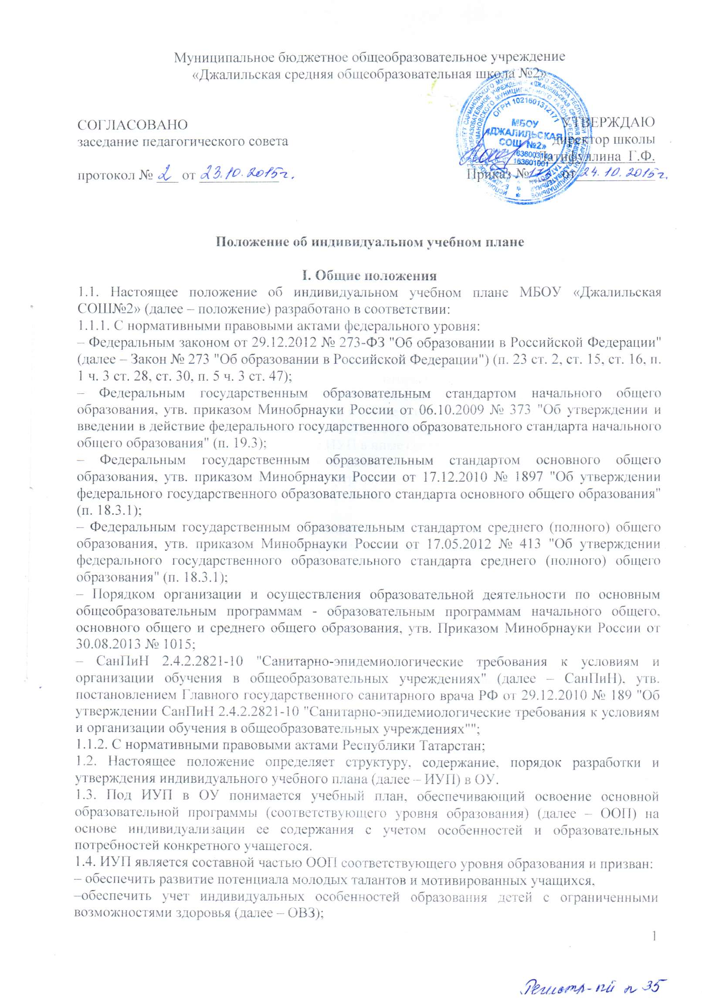 Муниципальное бюджетное общеобразовательное учреждение
«Джалильская средняя общеобразовательная школа №2»
СОГЛАСОВАНО
заседание педагогического совета
протокол № 2 от 23.10.2015г.
УТВЕРЖДАЮ
директор школы
Латифуллина Г.Ф.
Приказ № от 24.10.2015г.
ОГРН 1021601312171
МБОУ
«ДЖАЛИЛЬСКАЯ
СОШ №2»
163601001
Положение об индивидуальном учебном плане
I. Общие положения
1.1. Настоящее положение об индивидуальном учебном плане МБОУ «Джалильская
СОШ№2» (далее – положение) разработано в соответствии:
1.1.1. С нормативными правовыми актами федерального уровня:
– Федеральным законом от 29.12.2012 № 273-ФЗ "Об образовании в Российской Федерации"
(далее – Закон № 273 "Об образовании в Российской Федерации") (п. 23 ст. 2, ст. 15, ст. 16, п.
1 ч. 3 ст. 28, ст. 30, п. 5 ч. 3 ст. 47);
– Федеральным государственным образовательным стандартом начального общего
образования, утв. приказом Минобрнауки России от 06.10.2009 № 373 "Об утверждении и
введении в действие федерального государственного образовательного стандарта начального
общего образования" (п. 19.3);
– Федеральным государственным образовательным стандартом основного общего
образования, утв. приказом Минобрнауки России от 17.12.2010 № 1897 "Об утверждении
федерального государственного образовательного стандарта основного общего образования"
(п. 18.3.1);
– Федеральным государственным образовательным стандартом среднего (полного) общего
образования, утв. приказом Минобрнауки России от 17.05.2012 № 413 "Об утверждении
федерального государственного образовательного стандарта среднего (полного) общего
образования" (п. 18.3.1);
– Порядком организации и осуществления образовательной деятельности по основным
общеобразовательным программам - образовательным программам начального общего,
основного общего и среднего общего образования, утв. Приказом Минобрнауки России от
30.08.2013 № 1015;
– СанПиН 2.4.2.2821-10 "Санитарно-эпидемиологические требования к условиям и
организации обучения в общеобразовательных учреждениях" (далее – СанПиН), утв.
постановлением Главного государственного санитарного врача РФ от 29.12.2010 № 189 "Об
утверждении СанПиН 2.4.2.2821-10 "Санитарно-эпидемиологические требования к условиям
и организации обучения в общеобразовательных учреждениях"";
1.1.2. С нормативными правовыми актами Республики Татарстан;
1.2. Настоящее положение определяет структуру, содержание, порядок разработки и
утверждения индивидуального учебного плана (далее – ИУП) в ОУ.
1.3. Под ИУП в ОУ понимается учебный план, обеспечивающий освоение основной
образовательной программы (соответствующего уровня образования) (далее – ООП) на
основе индивидуализации ее содержания с учетом особенностей и образовательных
потребностей конкретного учащегося.
1.4. ИУП является составной частью ООП соответствующего уровня образования и призван:
– обеспечить развитие потенциала молодых талантов и мотивированных учащихся,
–обеспечить учет индивидуальных особенностей образования детей с ограниченными
возможностями здоровья (далее – ОВЗ);
1
35